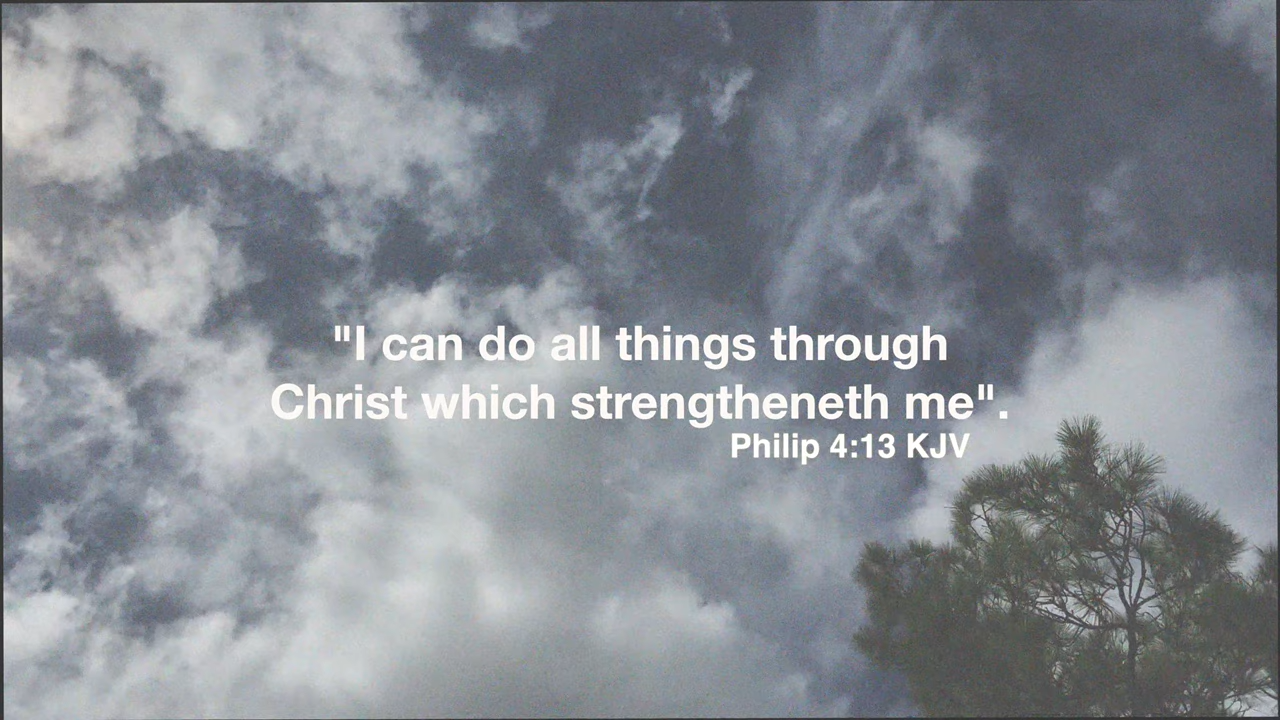 "I can do all things through
Christ which strengtheneth me".
Philip 4:13 KJV